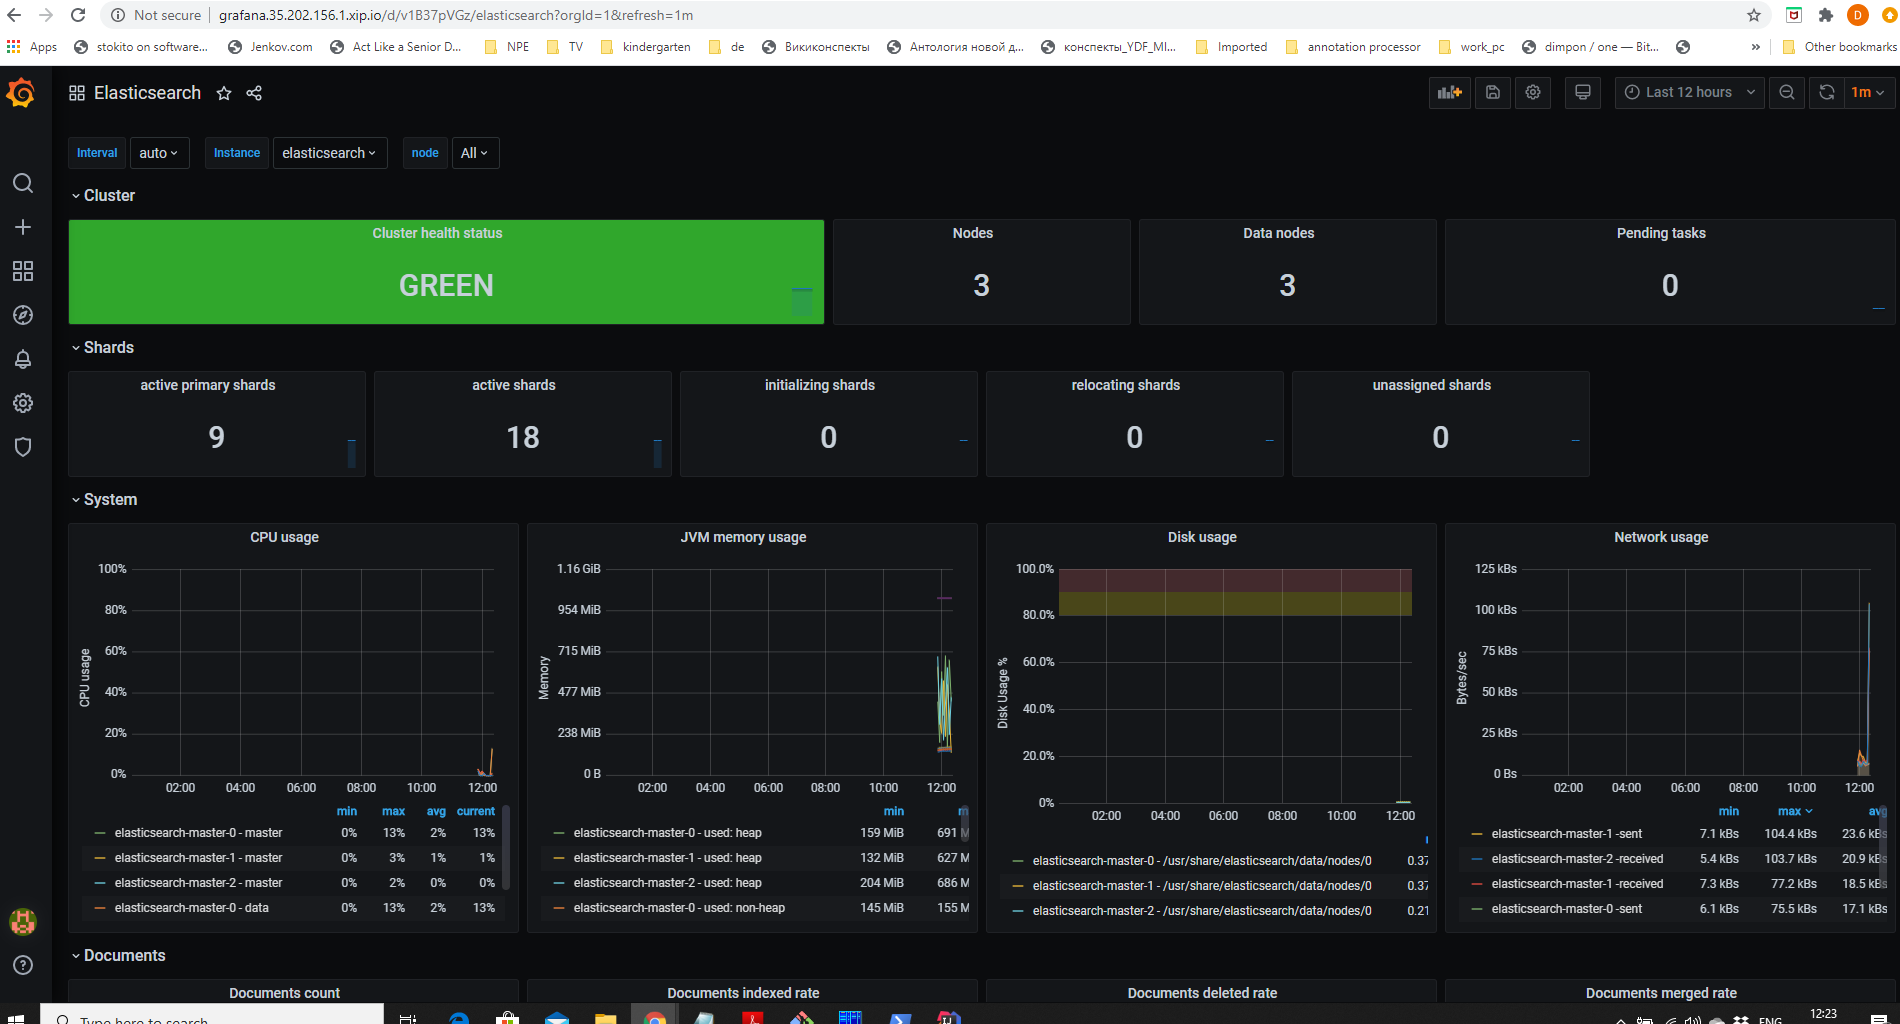 Not secure grafana.35.202.156.1.xip.io/d/v1B37pVGz/elasticsearch?orgId=1&refresh=1m D
Apps stokito on software... Jenkov.com Act Like a Senior D... NPE TV kindergarten de Викиконспекты Антология новой д... конспекты_YDF_MI... Imported annotation processor work_pc dimpon / one — Bit... » Other bookmarks
Elasticsearch Last 12 hours 1m
Interval auto Instance elasticsearch node All
Cluster
Cluster health status Nodes Data nodes Pending tasks
GREEN 3 3 0
Shards
active primary shards active shards initializing shards relocating shards unassigned shards
9 18 0 0 0
System
CPU usage
CPU usage
100%
80%
60%
40%
20%
0%
02:00 04:00 06:00 08:00 10:00 12:00
min max avg current
elasticsearch-master-0 - master 0% 13% 2% 13%
elasticsearch-master-1 - master 0% 3% 1% 1%
elasticsearch-master-2 - master 0% 2% 0% 0%
elasticsearch-master-0 - data 0% 13% 2% 13%
JVM memory usage
Memory
1.16 GiB
954 MiB
715 MiB
477 MiB
238 MiB
0 B
02:00 04:00 06:00 08:00 10:00 12:00
min
elasticsearch-master-0 - used: heap 159 MiB 691 M
elasticsearch-master-1 - used: heap 132 MiB 627 M
elasticsearch-master-2 - used: heap 204 MiB 686 M
elasticsearch-master-0 - used: non-heap 145 MiB 155 M
Disk usage
Disk Usage %
100.0%
80.0%
60.0%
40.0%
20.0%
0%
02:00 04:00 06:00 08:00 10:00 12:00
elasticsearch-master-0 - /usr/share/elasticsearch/data/nodes/0 0.37
elasticsearch-master-1 - /usr/share/elasticsearch/data/nodes/0 0.37
elasticsearch-master-2 - /usr/share/elasticsearch/data/nodes/0 0.21
Network usage
Bytes/sec
125 kBs
100 kBs
75 kBs
50 kBs
25 kBs
0 Bs
02:00 04:00 06:00 08:00 10:00 12:00
min max avg
elasticsearch-master-1 -sent 7.1 kBs 104.4 kBs 23.6 kBs
elasticsearch-master-2 -received 5.4 kBs 103.7 kBs 20.9 kBs
elasticsearch-master-1 -received 7.3 kBs 77.2 kBs 18.5 kBs
elasticsearch-master-0 -sent 6.1 kBs 75.5 kBs 17.1 kBs
Documents
Documents count Documents indexed rate Documents deleted rate Documents merged rate
Type here to search ENG 12:23